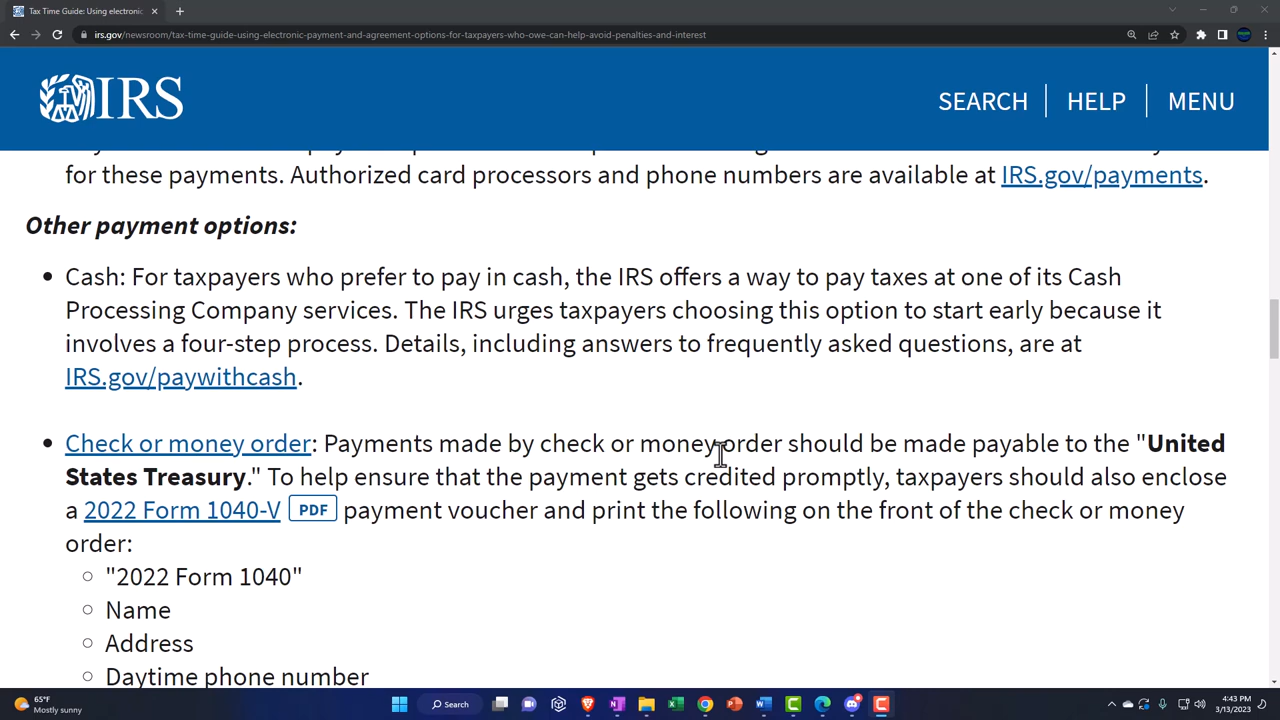 Tax Time Guide: Using electronic
irs.gov/newsroom/tax-time-guide-using-electronic-payment-and-agreement-options-for-taxpayers-who-owe-can-help-avoid-penalties-and-interest
IRS
SEARCH HELP MENU
for these payments. Authorized card processors and phone numbers are available at IRS.gov/payments.
Other payment options:
Cash: For taxpayers who prefer to pay in cash, the IRS offers a way to pay taxes at one of its Cash
Processing Company services. The IRS urges taxpayers choosing this option to start early because it
involves a four-step process. Details, including answers to frequently asked questions, are at
IRS.gov/paywithcash.
Check or money order: Payments made by check or money order should be made payable to the "United
States Treasury." To help ensure that the payment gets credited promptly, taxpayers should also enclose
a 2022 Form 1040-V PDF payment voucher and print the following on the front of the check or money
order:
"2022 Form 1040"
Name
Address
Daytime phone number
65°F
Mostly sunny
Search
4:43 PM
3/13/2023